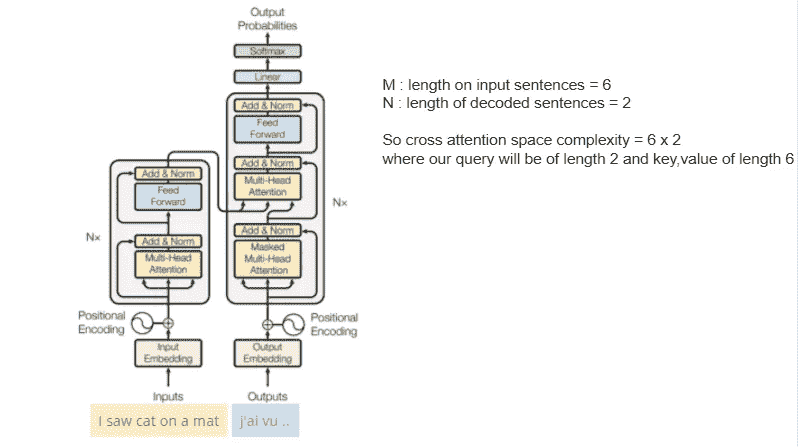 Output
Probabilities
Softmax
Linear
Add & Norm
Feed
Forward
Add & Norm
Multi-Head
Attention
Add & Norm
Masked
Multi-Head
Attention
Nx
Positional
Encoding
Output
Embedding
Outputs
j'ai vu ..
Add & Norm
Feed
Forward
Add & Norm
Multi-Head
Attention
Nx
Positional
Encoding
Input
Embedding
Inputs
I saw cat on a mat
M : length on input sentences = 6
N : length of decoded sentences = 2
So cross attention space complexity = 6 x 2
where our query will be of length 2 and key,value of length 6